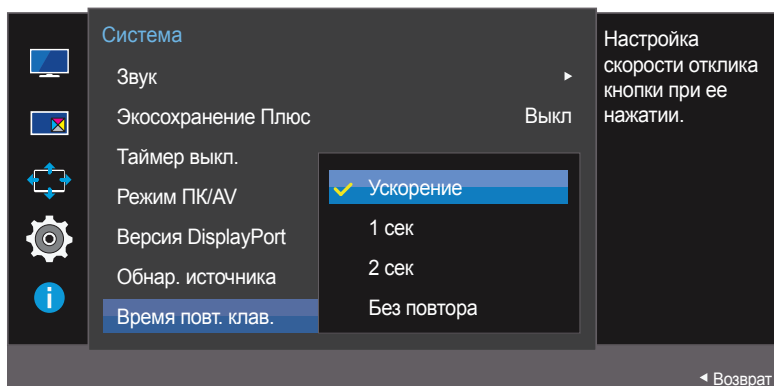 Система
Звук
Экосохранение Плюс Выкл
Таймер выкл.
Режим ПК/AV
Версия DisplayPort
Обнар. источника
Время повт. клав.
Ускорение
1 сек
2 сек
Без повтора
Настройка
скорости отклика
кнопки при ее
нажатии.
Возврат